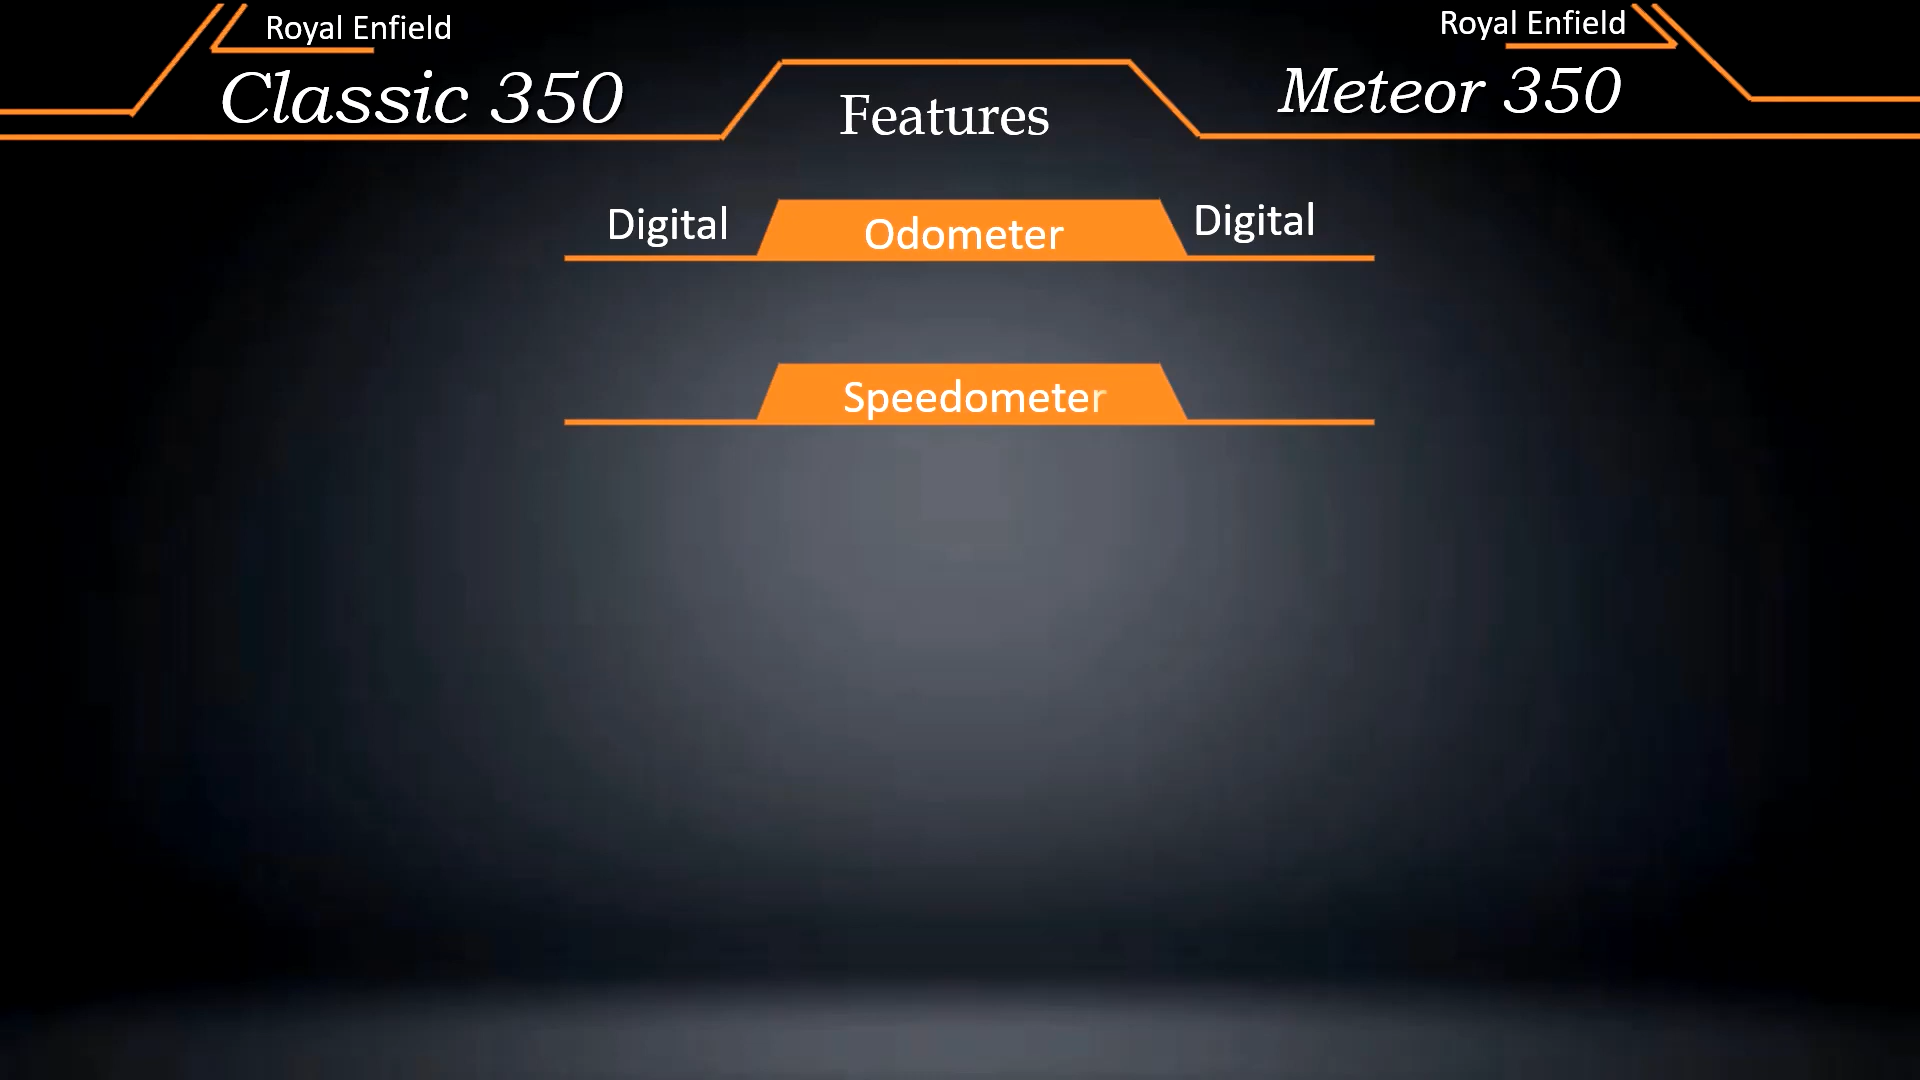 Royal Enfield
Classic 350
Features
Royal Enfield
Meteor 350
Digital
Odometer
Digital
Speedometer